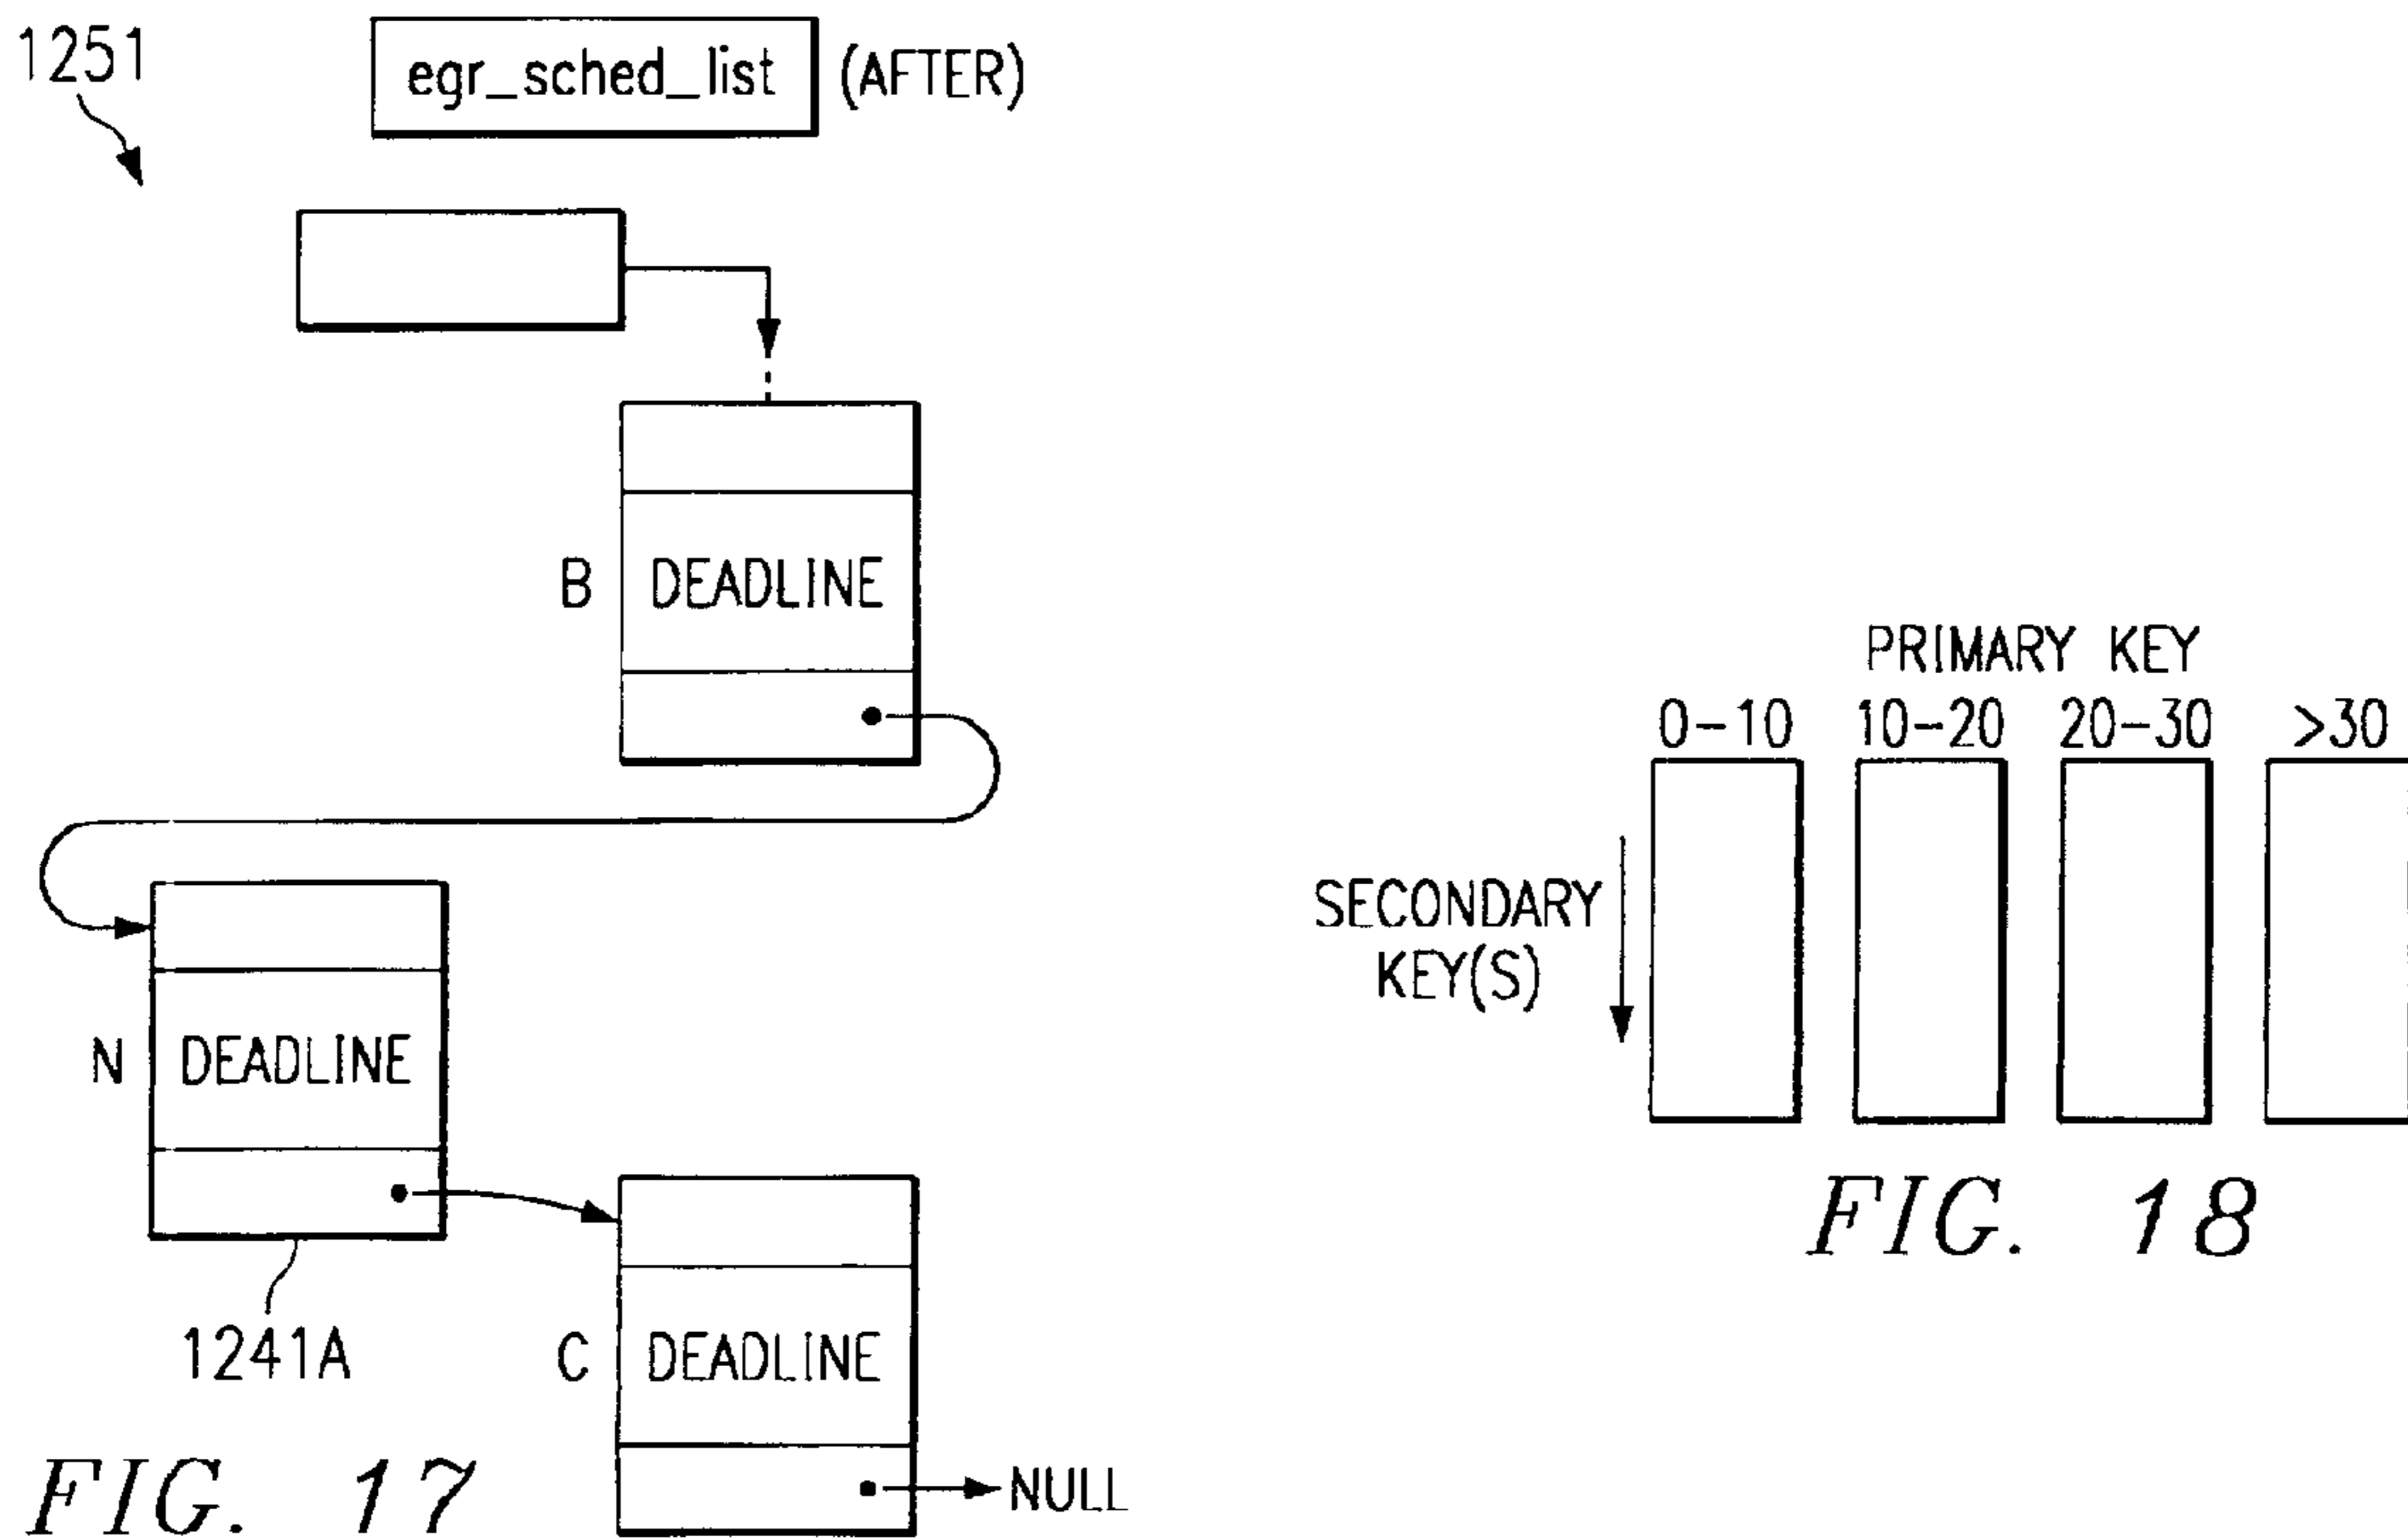 1251
egr_sched_list (AFTER)
B DEADLINE
N DEADLINE
1241A
C DEADLINE
NULL
FIG. 17
PRIMARY KEY
0-10 10-20 20-30 >30
SECONDARY
KEY(S)
FIG. 18